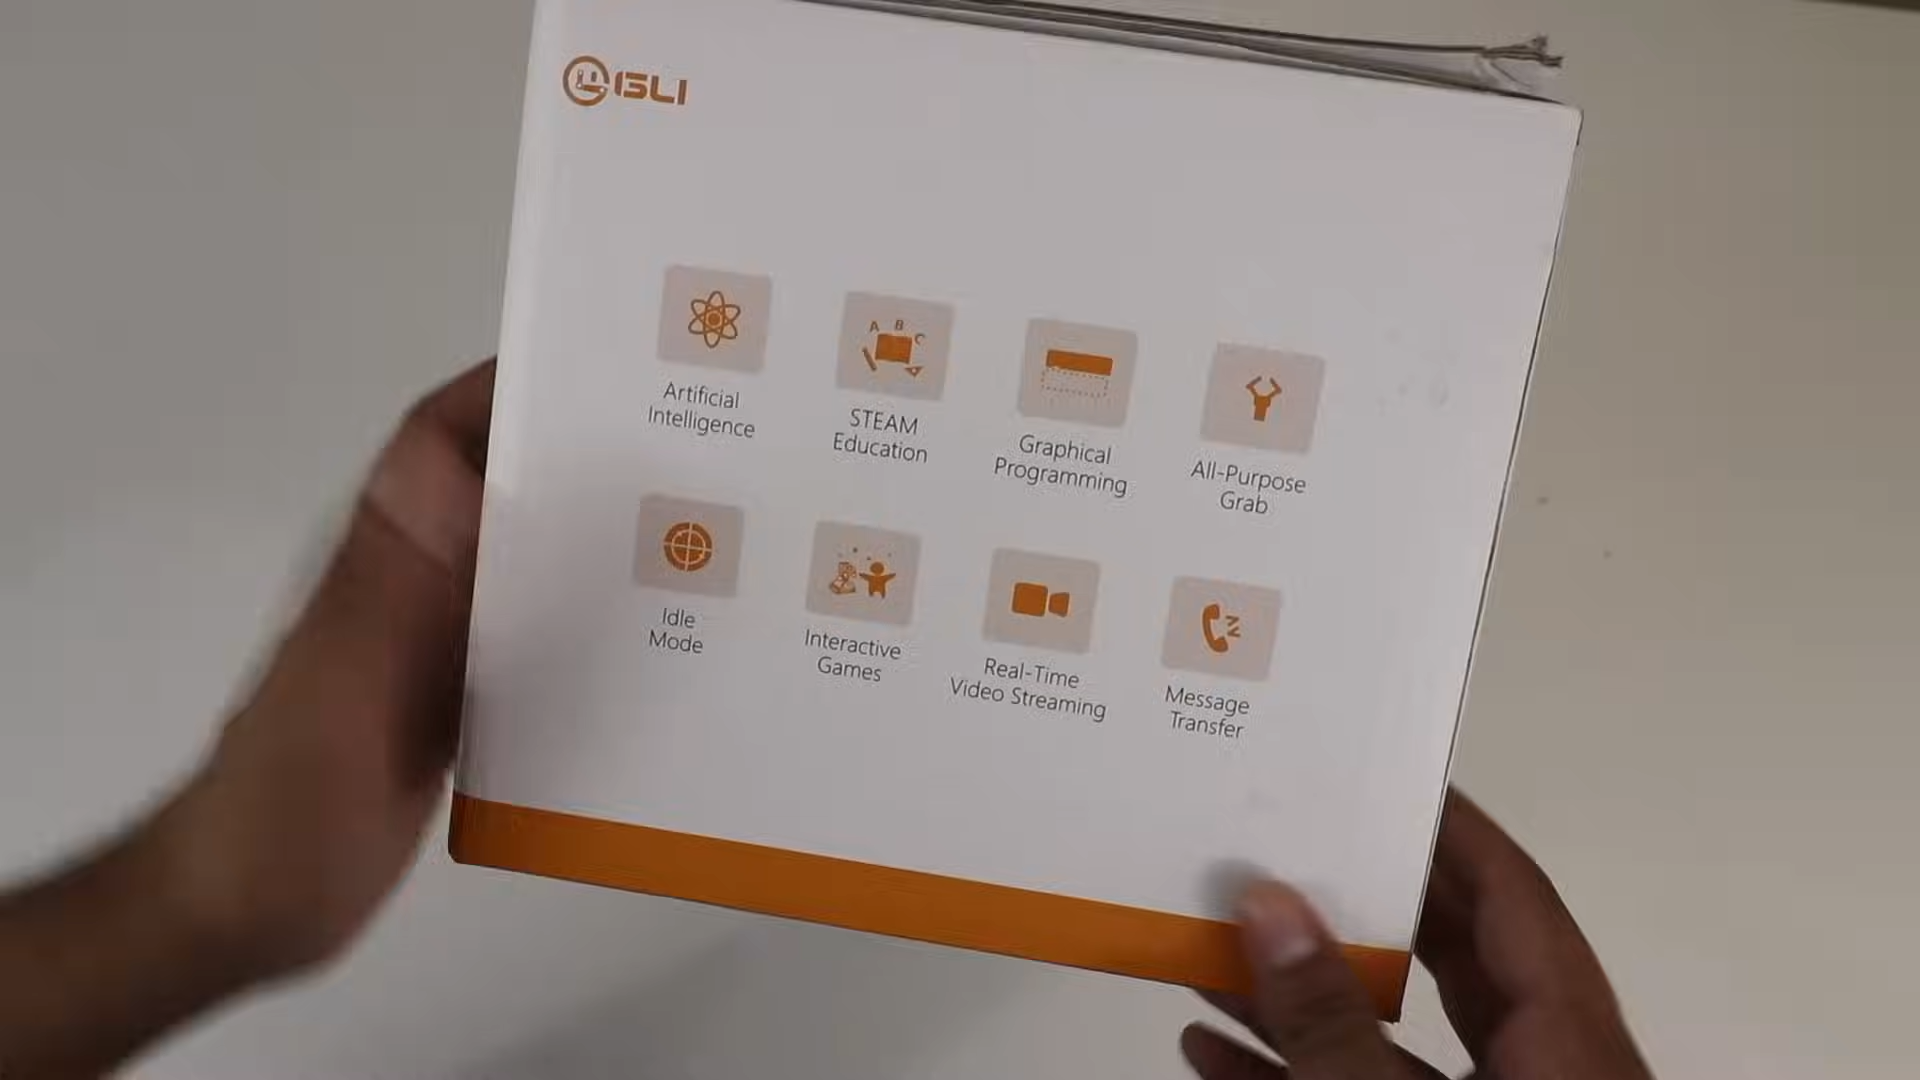 GLI
Artificial
Intelligence
A B C
STEAM
Education
Graphical
Programming
All-Purpose
Grab
Idle
Mode
Interactive
Games
Real-Time
Video Streaming
Message
Transfer